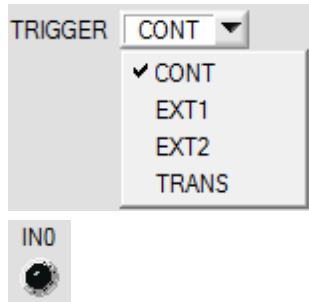 TRIGGER CONT
CONT
EXT1
EXT2
TRANS
IN0